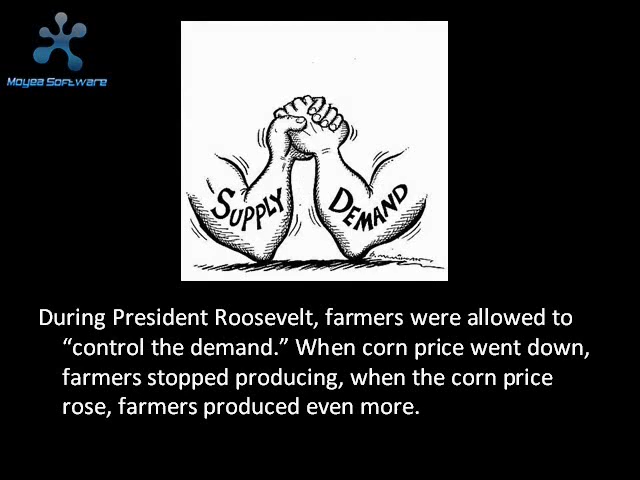 Moyea Software
SUPPLY
DEMAND
During President Roosevelt, farmers were allowed to
“control the demand.” When corn price went down,
farmers stopped producing, when the corn price
rose, farmers produced even more.